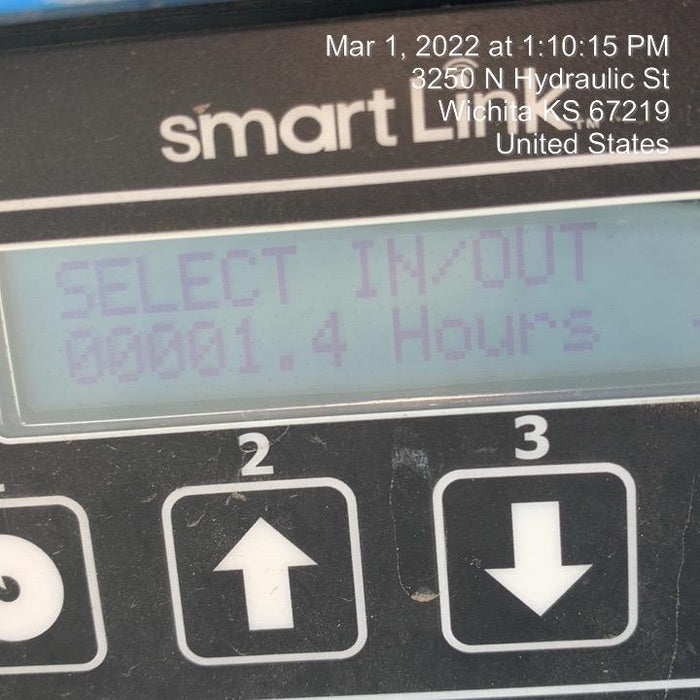 Mar 1, 2022 at 1:10:15 PM
3250 N Hydraulic St
Wichita KS 67219
United States
smart Link™
SELECT IN/OUT
00001.4 Hours
2
3